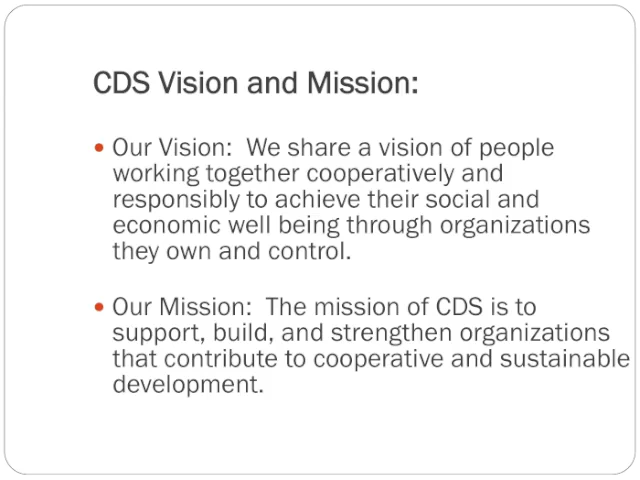 CDS Vision and Mission:
• Our Vision:  We share a vision of people
working together cooperatively and
responsibly to achieve their social and
economic well being through organizations
they own and control.
• Our Mission:  The mission of CDS is to
support, build, and strengthen organizations
that contribute to cooperative and sustainable
development.